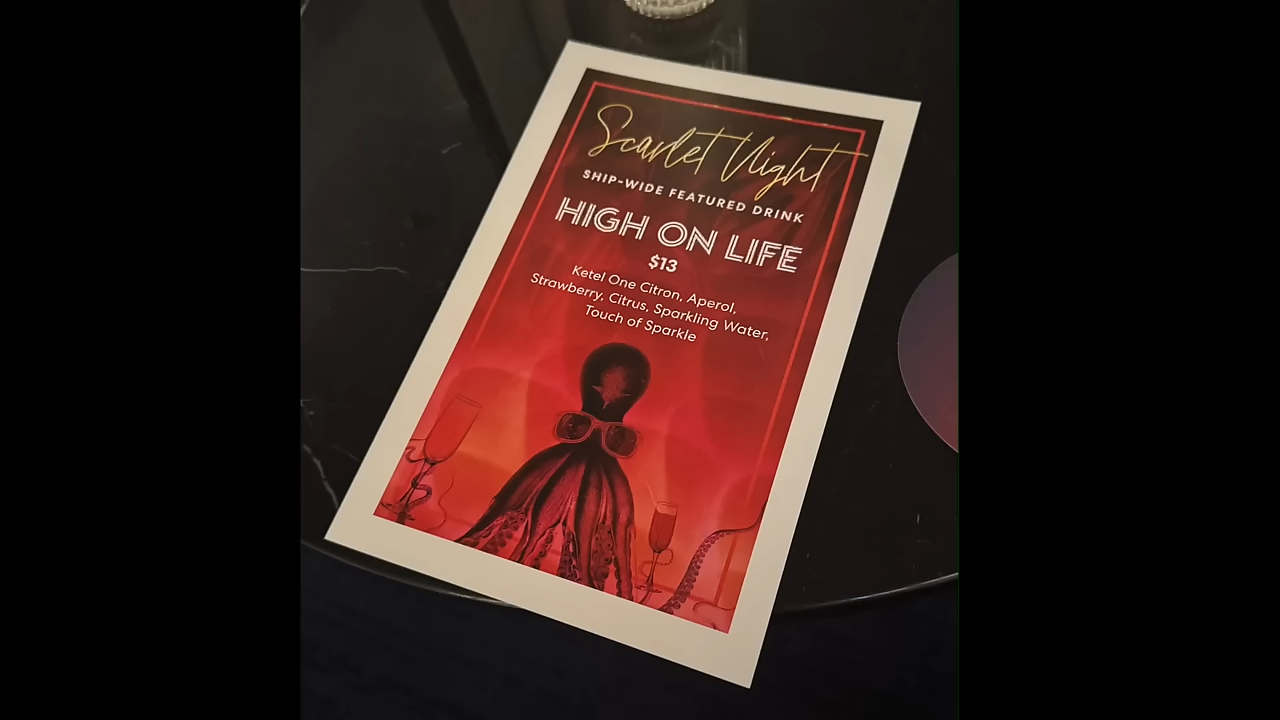 Scarlet Night
SHIP-WIDE FEATURED DRINK
HIGH ON LIFE
$13
Ketel One Citron, Aperol,
Strawberry, Citrus, Sparkling Water,
Touch of Sparkle